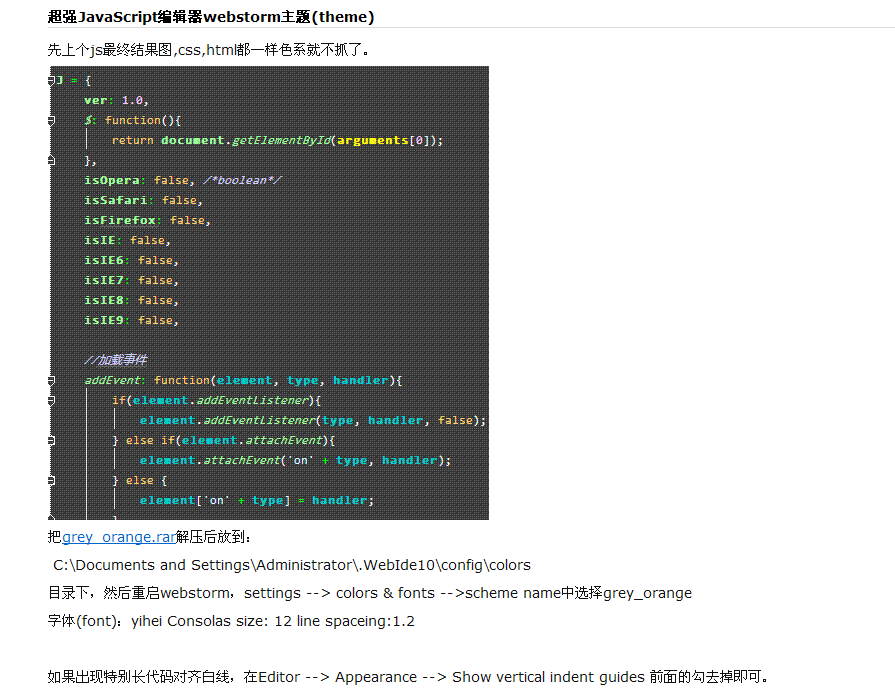 超强JavaScript编辑器webstorm主题(theme)
先上个js最终结果图,css,html都一样色系就不抓了。
J = {
ver: 1.0,
$: function(){
return document.getElementById(arguments[0]);
},
isOpera: false, /*boolean*/
isSafari: false,
isFirefox: false,
isIE: false,
isIE6: false,
isIE7: false,
isIE8: false,
isIE9: false,
//加载事件
addEvent: function(element, type, handler){
if(element.addEventListener){
element.addEventListener(type, handler, false);
} else if(element.attachEvent){
element.attachEvent('on' + type, handler);
} else {
element['on' + type] = handler;
}
把grey_orange.rar解压后放到：
C:\Documents and Settings\Administrator\.WebIde10\config\colors
目录下，然后重启webstorm，settings --> colors & fonts -->scheme name中选择grey_orange
字体(font)：yihei Consolas size: 12 line spaceing:1.2
如果出现特别长代码对齐白线，在Editor --> Appearance --> Show vertical indent guides 前面的勾去掉即可。